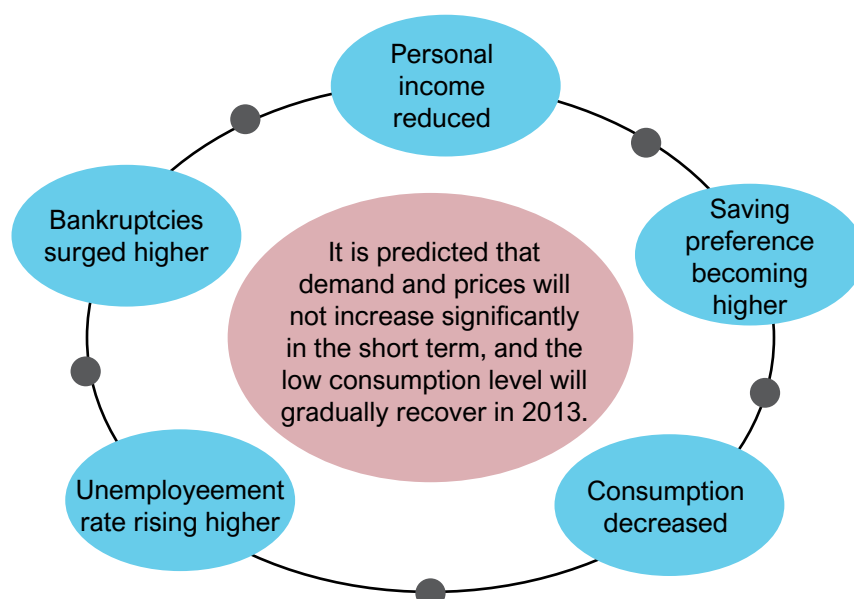 Personal
income
reduced
Bankruptcies
surged higher
Saving
preference
becoming
higher
It is predicted that
demand and prices will
not increase significantly
in the short term, and the
low consumption level will
gradually recover in 2013.
Unemployeement
rate rising higher
Consumption
decreased